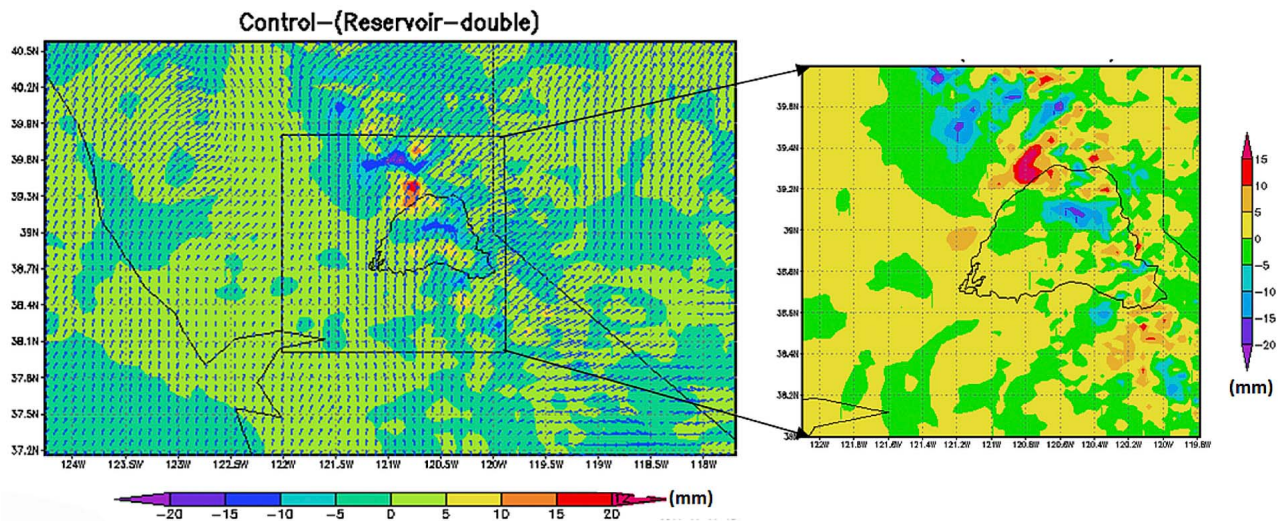 Control-(Reservoir-double)
40.5N
40.2N
39.9N
39.6N
39.3N
39N
38.7N
38.4N
38.1N
37.8N
37.5N
37.2N
124W 123.5W 123W 122.5W 122W 121.5W 121W 120.5W 120W 119.5W 119W 118.5W 118W
-20 -15 -10 -5 0 5 10 15 20 (mm)
39.8N
39.6N
39.4N
39.2N
39N
38.8N
38.6N
38.4N
38.2N
38N
122W 121.8W 121.6W 121.4W 121.2W 121W 120.8W 120.6W 120.4W 120.2W 120W 119.8W
15
10
5
0
-5
-10
-15
-20
(mm)